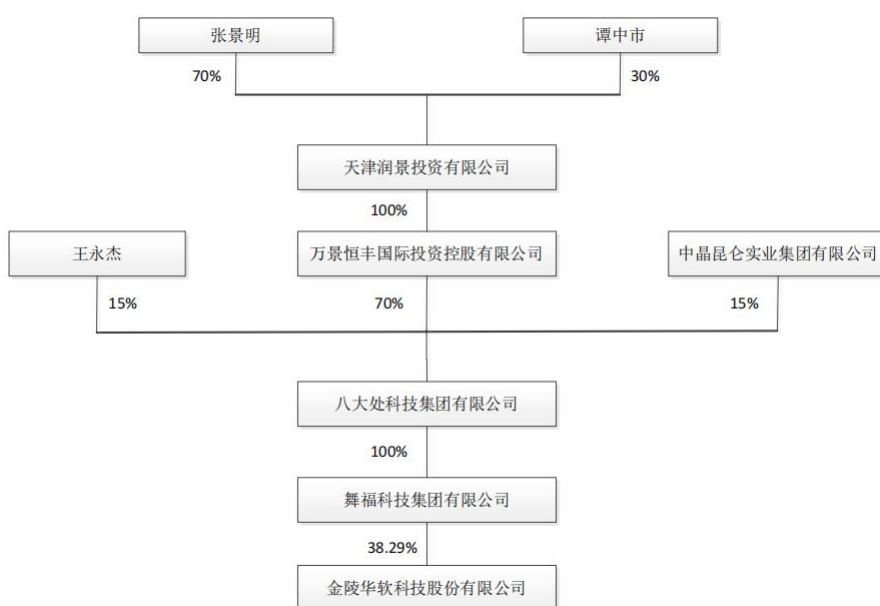 张景明
谭中市
70%
30%
天津润景投资有限公司
100%
王永杰
万景恒丰国际投资控股有限公司
中晶昆仑实业集团有限公司
15%
70%
15%
八大处科技集团有限公司
100%
舞福科技集团有限公司
38.29%
金陵华软科技股份有限公司